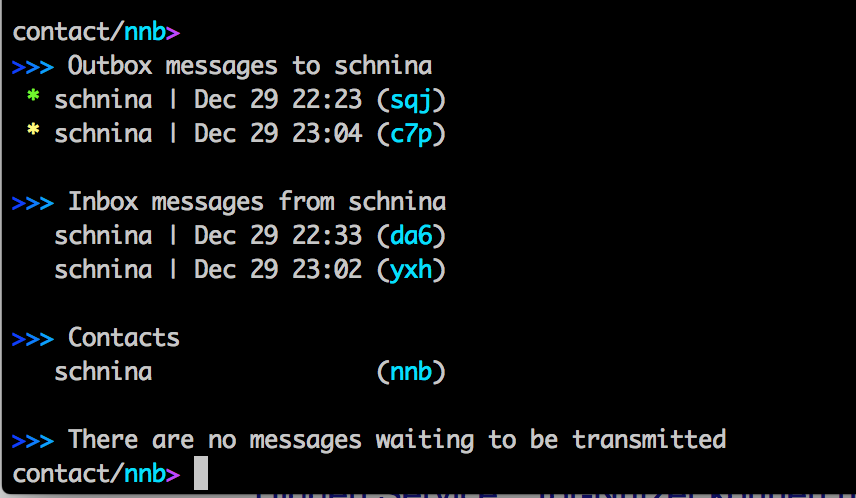 contact/nnb>
>>> Outbox messages to schnina
* schnina | Dec 29 22:23 (sqj)
* schnina | Dec 29 23:04 (c7p)
>>> Inbox messages from schnina
schnina | Dec 29 22:33 (da6)
schnina | Dec 29 23:02 (yxh)
>>> Contacts
schnina (nnb)
>>> There are no messages waiting to be transmitted
contact/nnb>